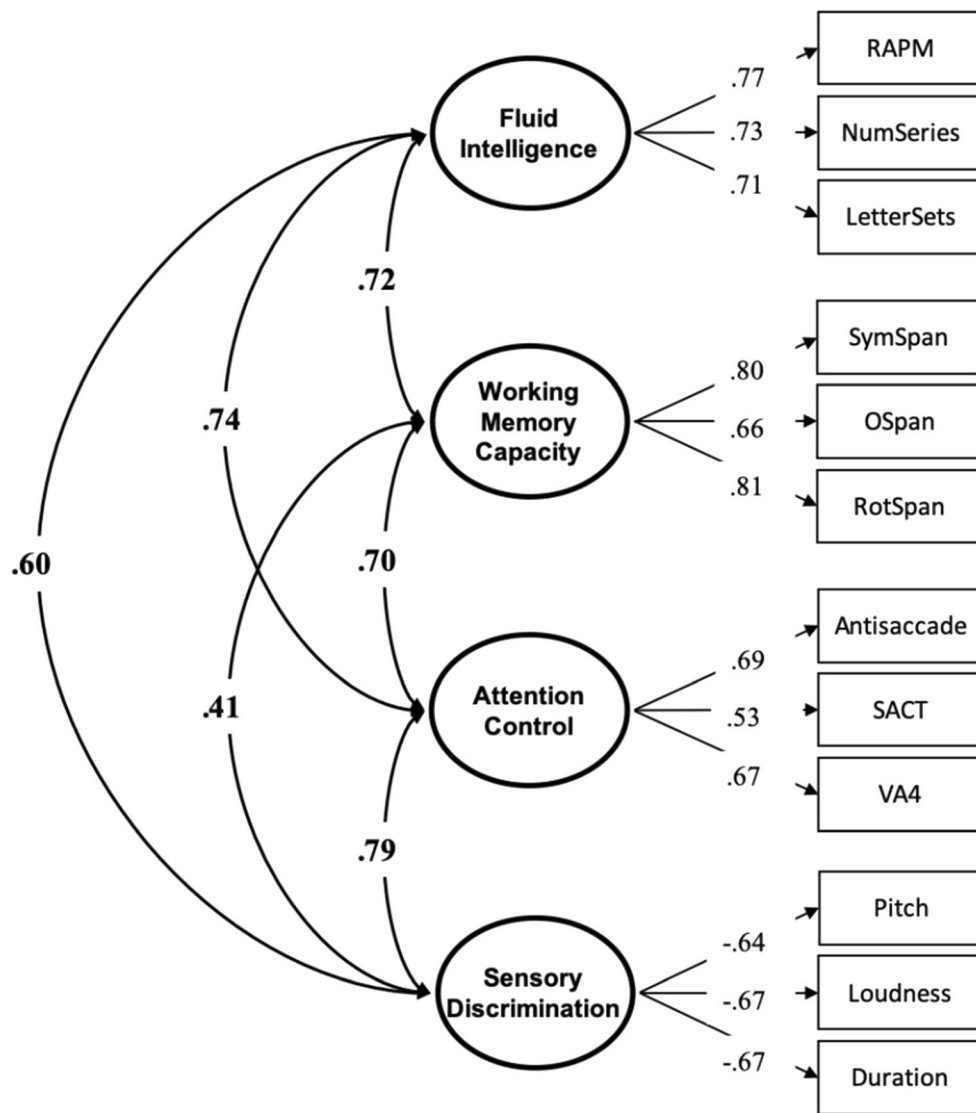 RAPM
.77
Fluid
Intelligence
.73
NumSeries
.71
LetterSets
.72
SymSpan
.80
Working
Memory
Capacity
.66
OSpan
.81
RotSpan
.74
.60
.70
Antisaccade
.69
Attention
Control
.53
SACT
.67
VA4
.41
.79
Pitch
-.64
Sensory
Discrimination
-.67
Loudness
-.67
Duration